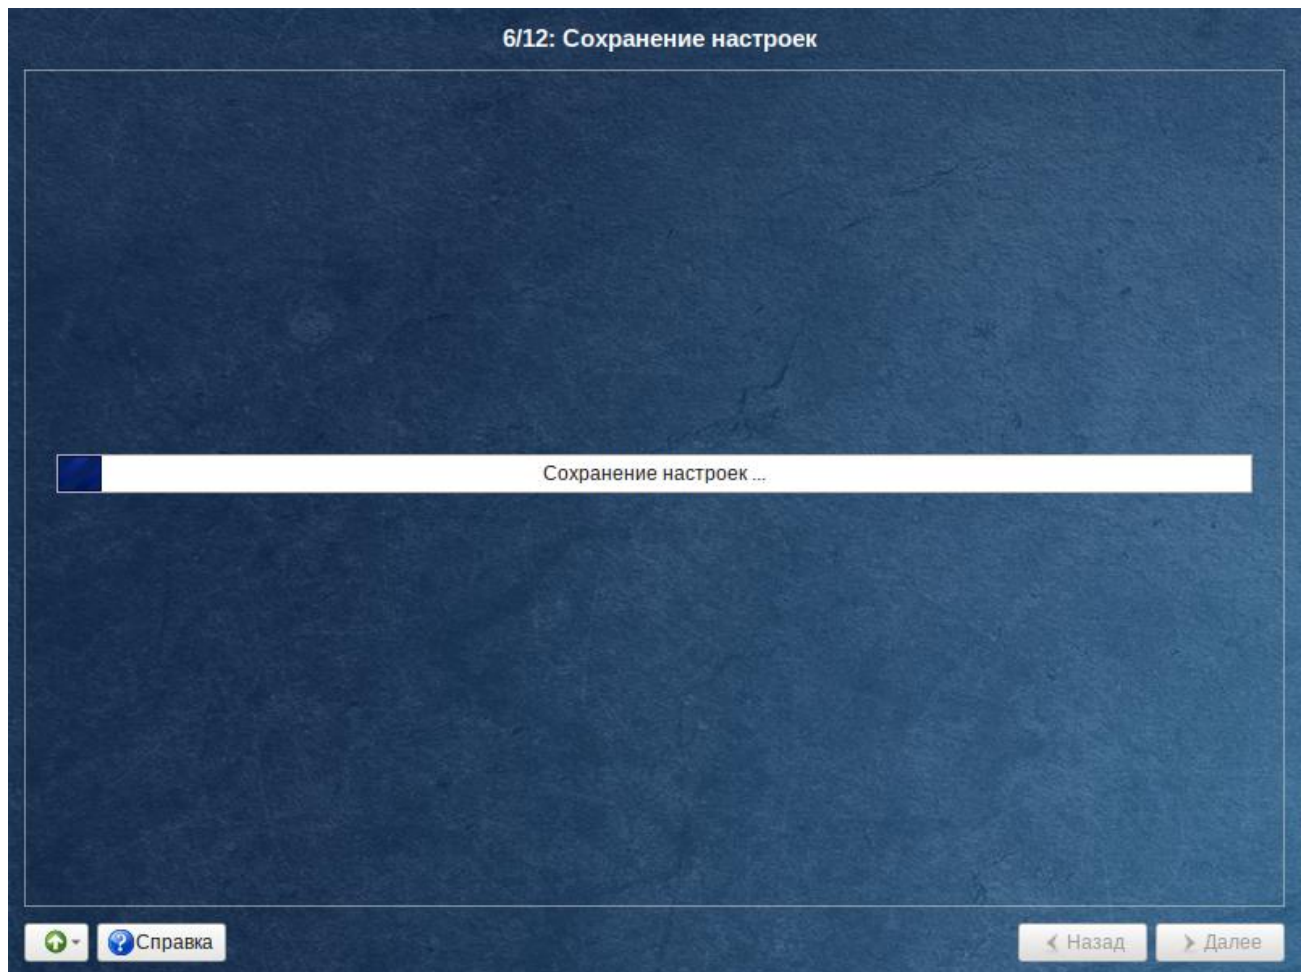 6/12: Сохранение настроек
Сохранение настроек ...
Справка
Назад
Далее